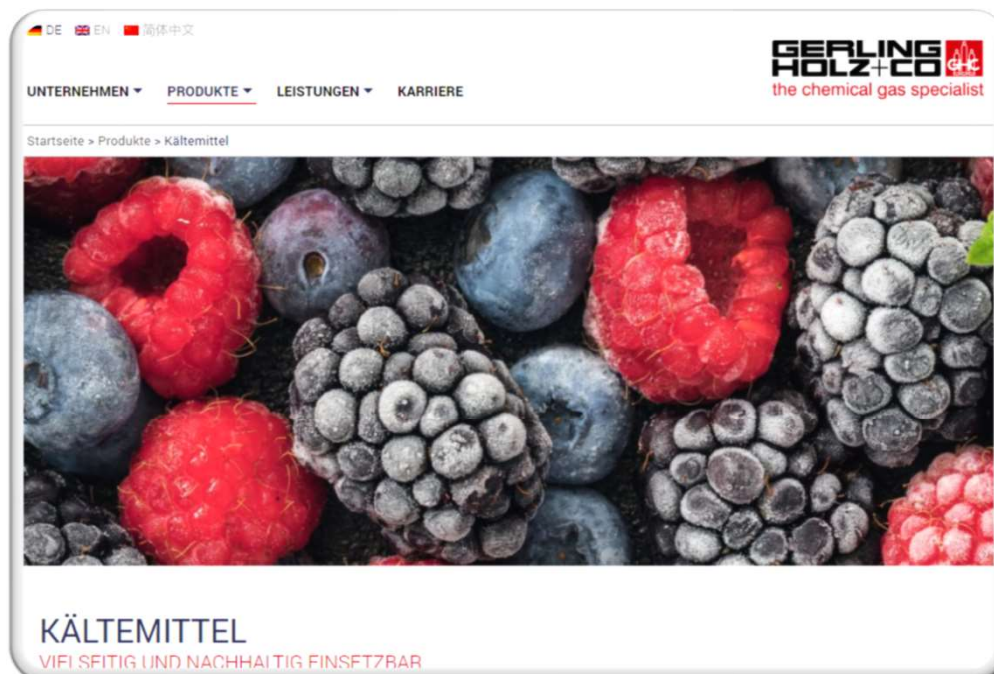 DE EN 简体中文
UNTERNEHMEN PRODUKTE LEISTUNGEN KARRIERE
GERLING
HOLZ+CO GHC
the chemical gas specialist
Startseite > Produkte > Kältemittel
KÄLTEMITTEL
VIELSEITIG UND NACHHALTIG EINSETZBAR